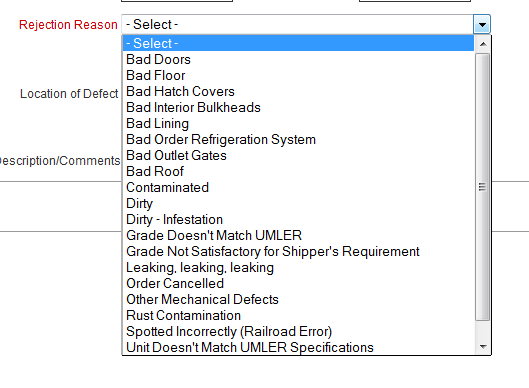 Rejection Reason - Select -
- Select -
Bad Doors
Bad Floor
Bad Hatch Covers
Location of Defect
Bad Interior Bulkheads
Bad Lining
Bad Order Refrigeration System
Bad Outlet Gates
Description/Comments
Bad Roof
Contaminated
Dirty
Dirty - Infestation
Grade Doesn't Match UMLER
Grade Not Satisfactory for Shipper's Requirement
Leaking, leaking, leaking
Order Cancelled
Other Mechanical Defects
Rust Contamination
Spotted Incorrectly (Railroad Error)
Unit Doesn't Match UMLER Specifications